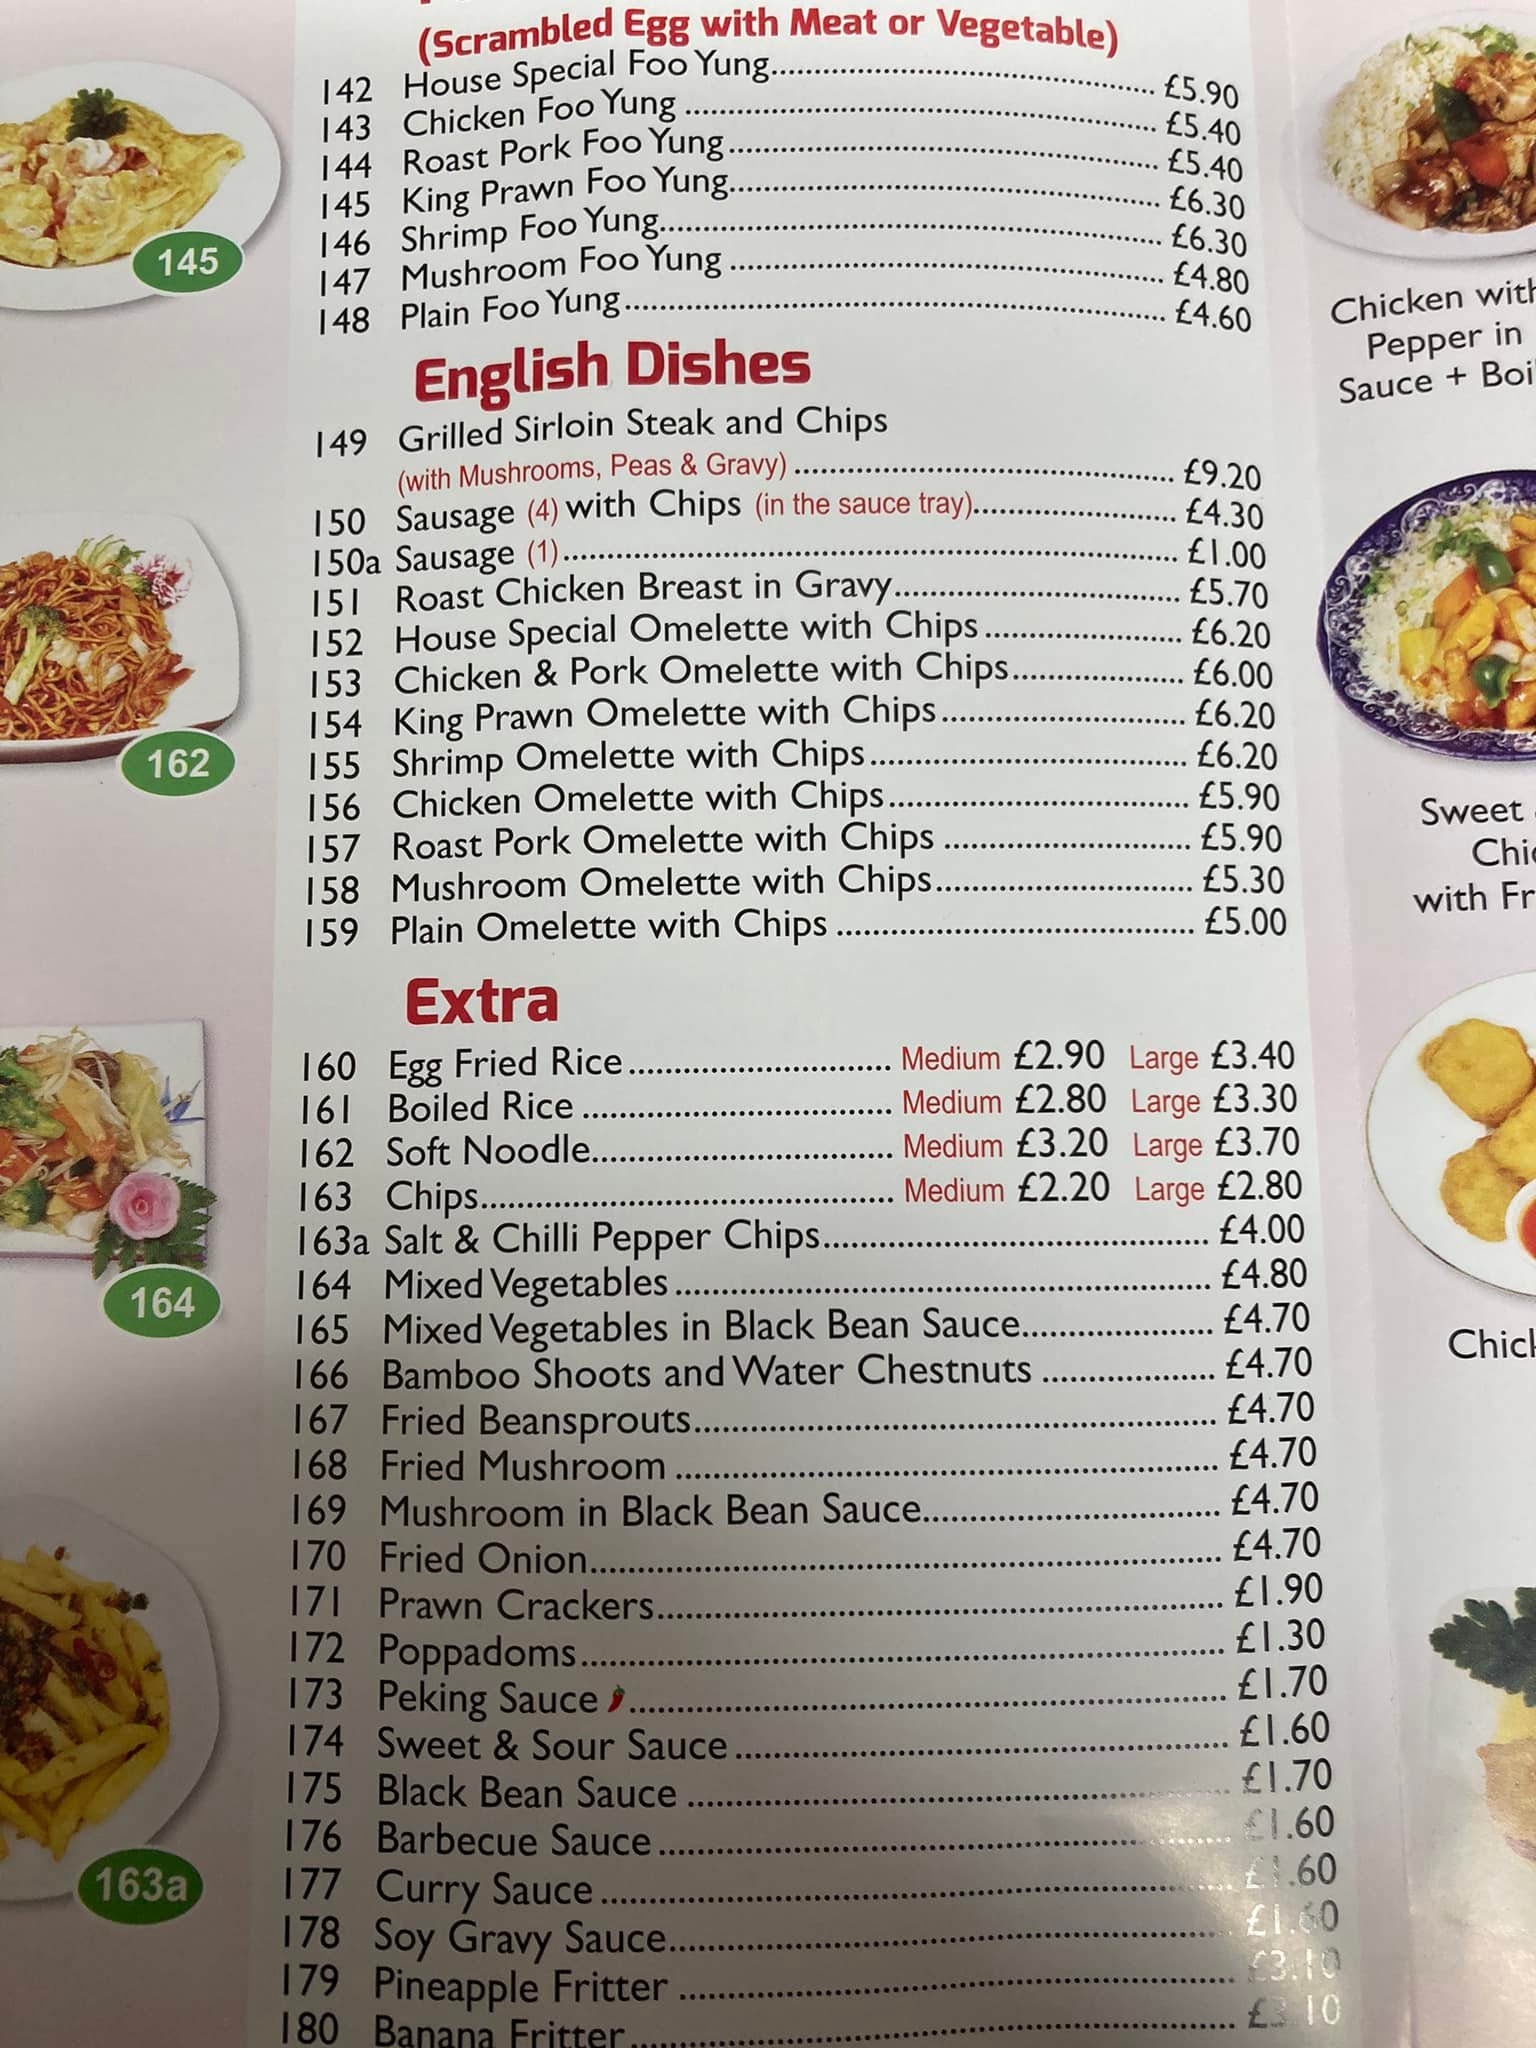 (Scrambled Egg with Meat or Vegetable)
142 House Special Foo Yung £5.90
143 Chicken Foo Yung £5.40
144 Roast Pork Foo Yung £5.40
145 King Prawn Foo Yung £6.30
146 Shrimp Foo Yung £6.30
147 Mushroom Foo Yung £4.80
148 Plain Foo Yung £4.60
English Dishes
149 Grilled Sirloin Steak and Chips
(with Mushrooms, Peas & Gravy) £9.20
150 Sausage (4) with Chips (in the sauce tray) £4.30
150a Sausage (1) £1.00
151 Roast Chicken Breast in Gravy £5.70
152 House Special Omelette with Chips £6.20
153 Chicken & Pork Omelette with Chips £6.00
154 King Prawn Omelette with Chips £6.20
155 Shrimp Omelette with Chips £6.20
156 Chicken Omelette with Chips £5.90
157 Roast Pork Omelette with Chips £5.90
158 Mushroom Omelette with Chips £5.30
159 Plain Omelette with Chips £5.00
Extra
160 Egg Fried Rice Medium £2.90 Large £3.40
161 Boiled Rice Medium £2.80 Large £3.30
162 Soft Noodle Medium £3.20 Large £3.70
163 Chips Medium £2.20 Large £2.80
163a Salt & Chilli Pepper Chips £4.00
164 Mixed Vegetables £4.80
165 Mixed Vegetables in Black Bean Sauce £4.70
166 Bamboo Shoots and Water Chestnuts £4.70
167 Fried Beansprouts £4.70
168 Fried Mushroom £4.70
169 Mushroom in Black Bean Sauce £4.70
170 Fried Onion £4.70
171 Prawn Crackers £1.90
172 Poppadoms £1.30
173 Peking Sauce £1.70
174 Sweet & Sour Sauce £1.60
175 Black Bean Sauce £1.70
176 Barbecue Sauce £1.60
177 Curry Sauce £1.60
178 Soy Gravy Sauce £1.60
179 Pineapple Fritter £3.10
180 Banana Fritter £3.10
145
162
164
163a
Chicken with
Pepper in
Sauce + Boi
Sweet
Chi
with Fr
Chick